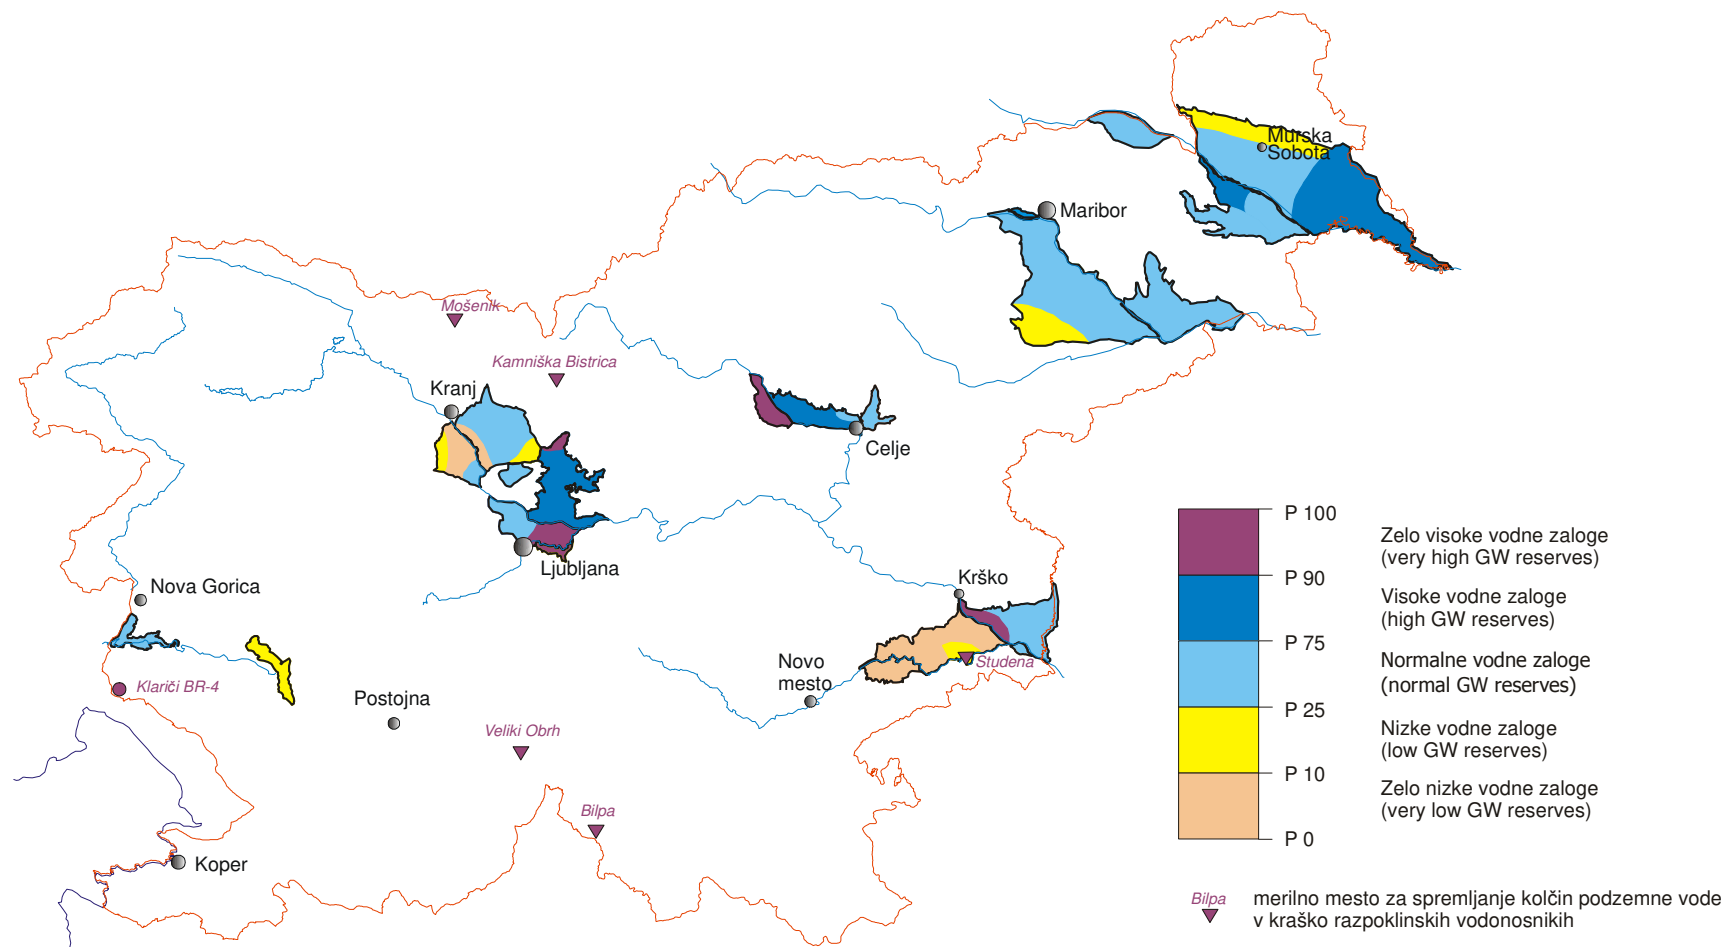 Murska
Sobota
Maribor
Mošenik
Kamniška Bistrica
Kranj
Celje
Ljubljana
Nova Gorica
Krško
Studena
Novo
mesto
Klariči BR-4
Postojna
Veliki Obrh
Bilpa
Koper
P 100
Zelo visoke vodne zaloge
(very high GW reserves)
P 90
Visoke vodne zaloge
(high GW reserves)
P 75
Normalne vodne zaloge
(normal GW reserves)
P 25
Nizke vodne zaloge
(low GW reserves)
P 10
Zelo nizke vodne zaloge
(very low GW reserves)
P 0
Bilpa
merilno mesto za spremljanje kolčin podzemne vode
v kraško razpoklinskih vodonosnikih